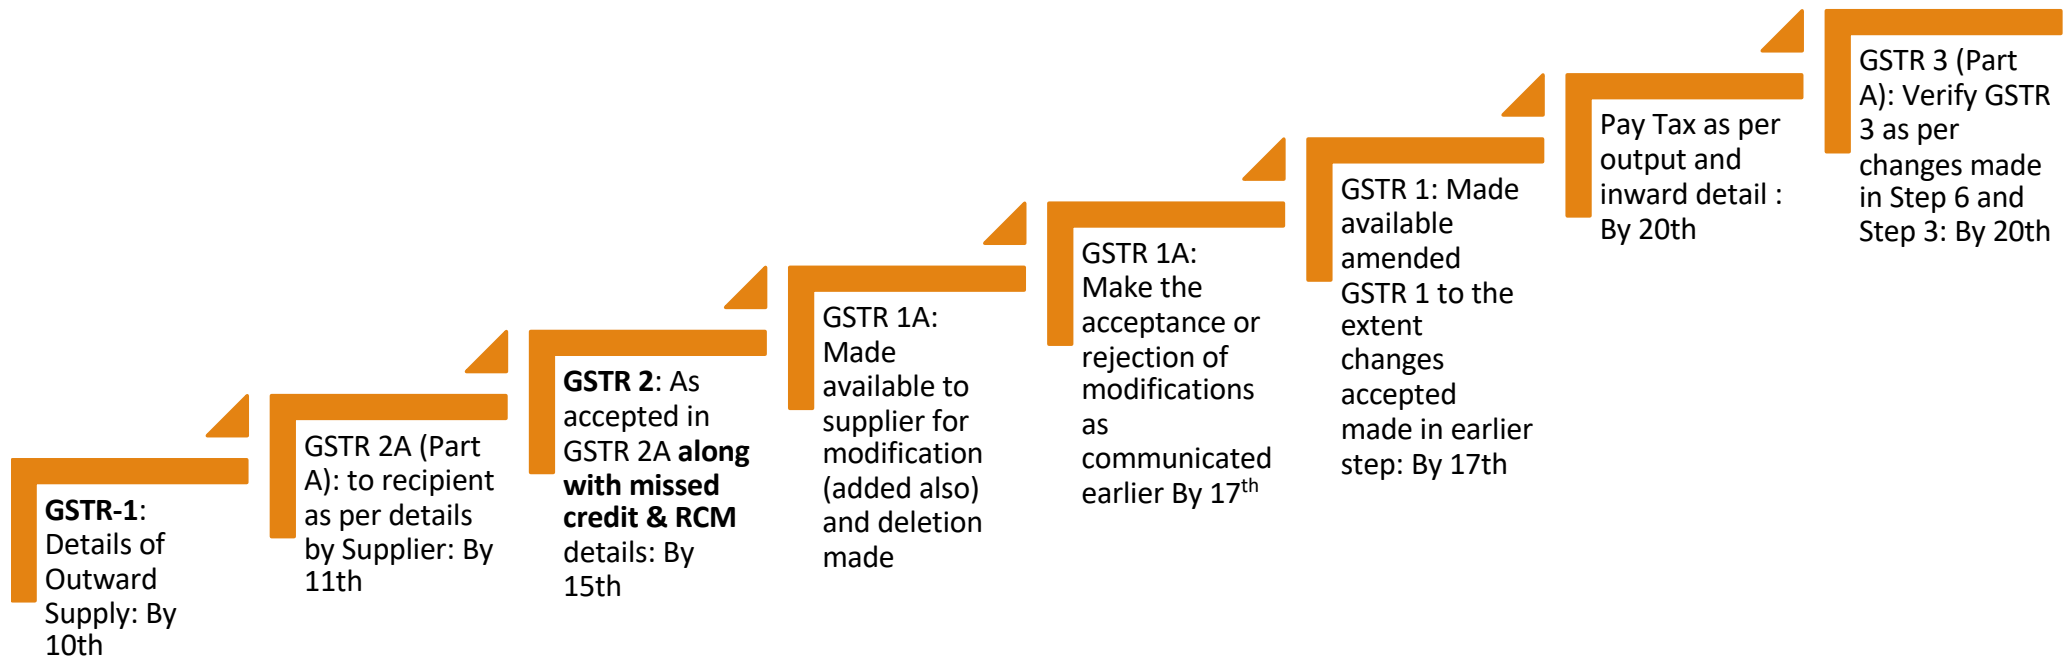 GSTR-1:
Details of
Outward
Supply: By
10th
GSTR 2A (Part
A): to recipient
as per details
by Supplier: By
11th
GSTR 2: As
accepted in
GSTR 2A along
with missed
credit & RCM
details: By
15th
GSTR 1A:
Made
available to
supplier for
modification
(added also)
and deletion
made
GSTR 1A:
Make the
acceptance or
rejection of
modifications
as
communicated
earlier By 17th
GSTR 1: Made
available
amended
GSTR 1 to the
extent
changes
accepted
made in earlier
step: By 17th
Pay Tax as per
output and
inward detail :
By 20th
GSTR 3 (Part
A): Verify GSTR
3 as per
changes made
in Step 6 and
Step 3: By 20th